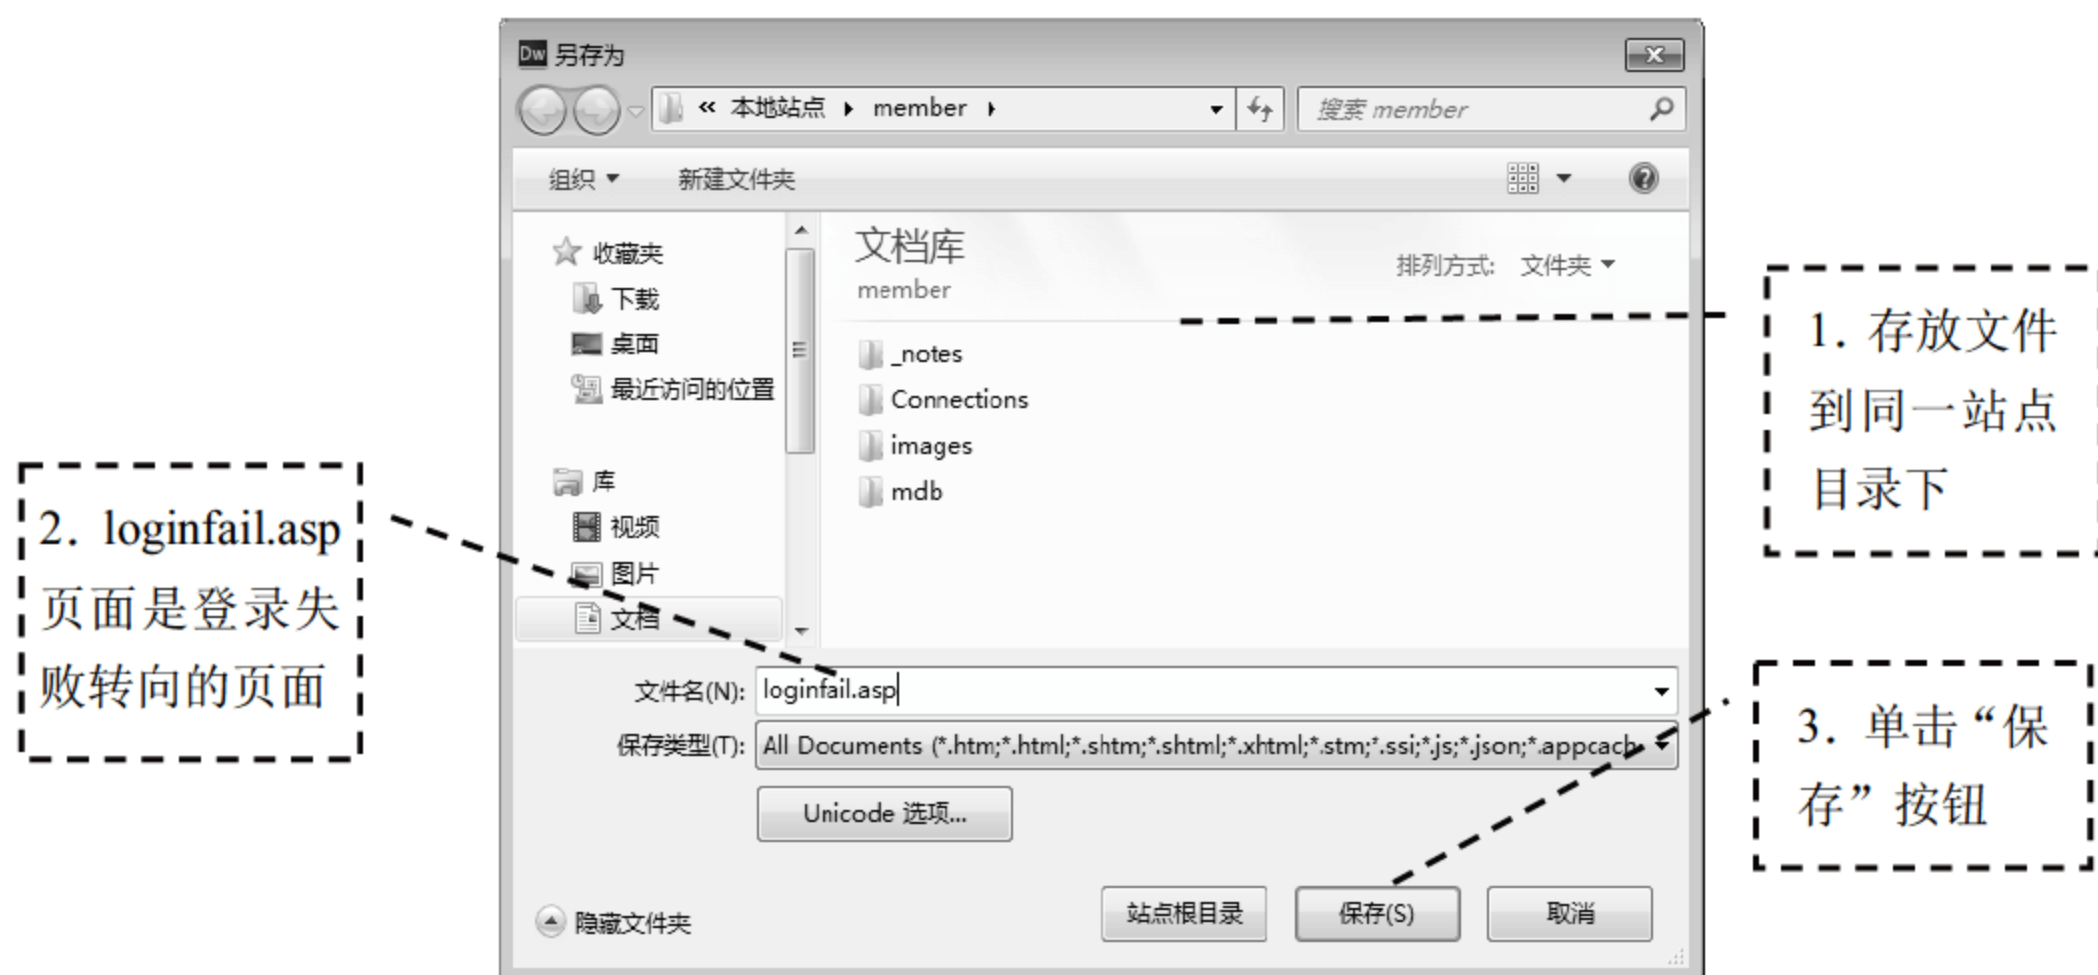 Dw 另存为
« 本地站点 member
搜索 member
组织
新建文件夹
收藏夹
下载
桌面
最近访问的位置
库
视频
图片
文档
文档库
member
排列方式: 文件夹
_notes
Connections
images
mdb
文件名(N): loginfail.asp
保存类型(T): All Documents (*.htm;*.html;*.shtm;*.shtml;*.xhtml;*.stm;*.ssi;*.js;*.json;*.appcach
Unicode 选项...
隐藏文件夹
站点根目录
保存(S)
取消
1. 存放文件
到同一站点
目录下
2. loginfail.asp
页面是登录失
败转向的页面
3. 单击“保
存”按钮